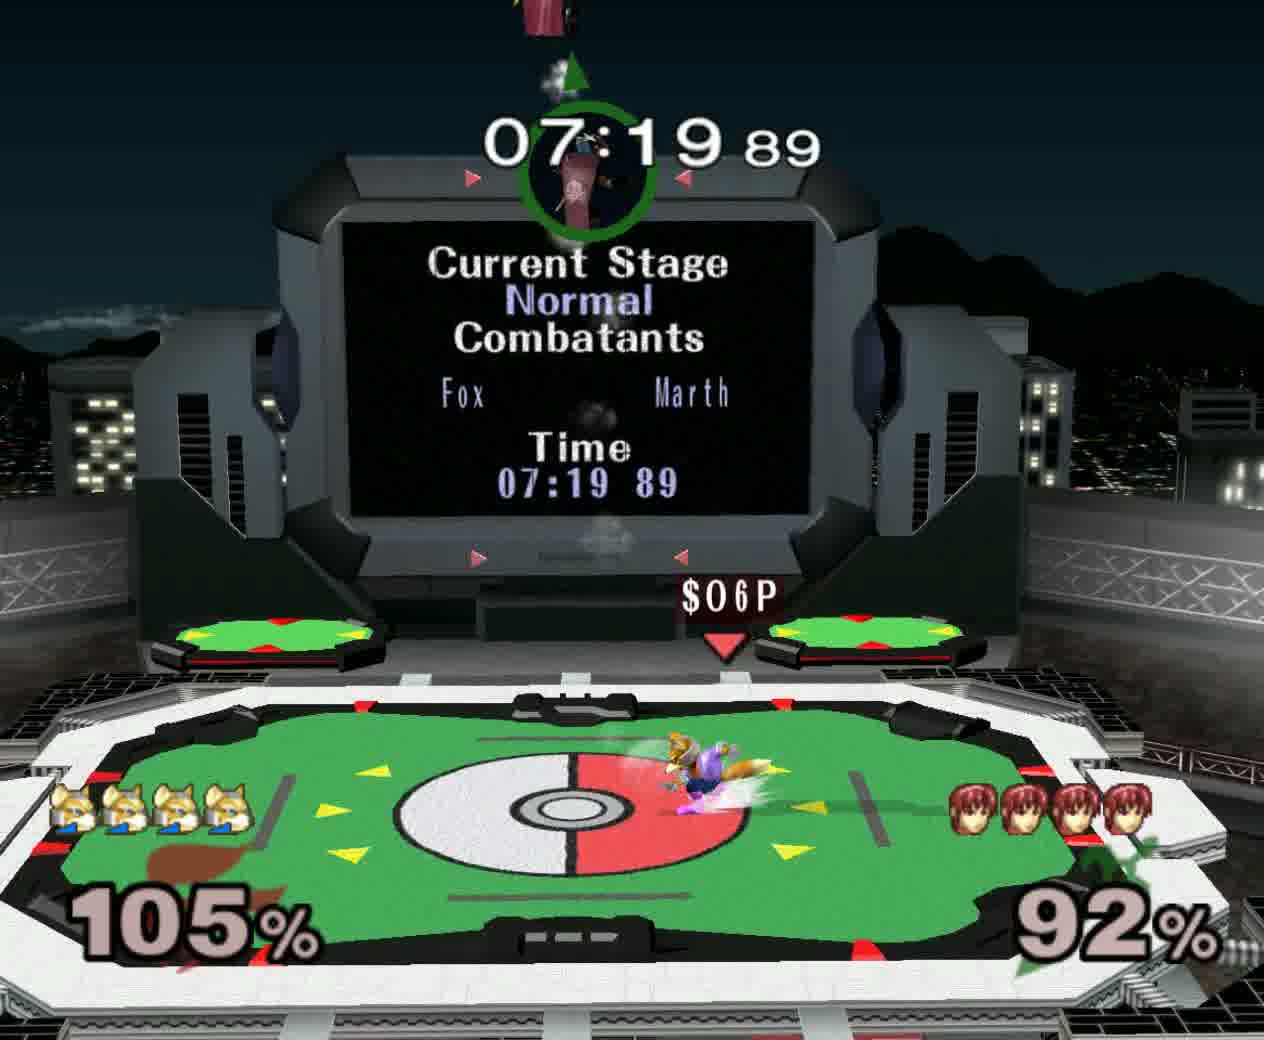 07:19 89
Current Stage
Normal
Combatants
Fox Marth
Time
07:19 89
$06P
105%
92%